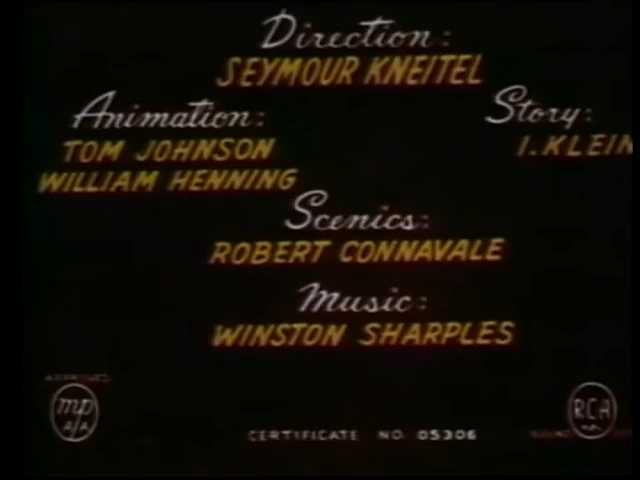 Direction:
SEYMOUR KNEITEL
Animation:
TOM JOHNSON
WILLIAM HENNING
Story:
I. KLEIN
Scenics:
ROBERT CONNAVALE
Music:
WINSTON SHARPLES
MPAA
RCA
CERTIFICATE NO. 05306